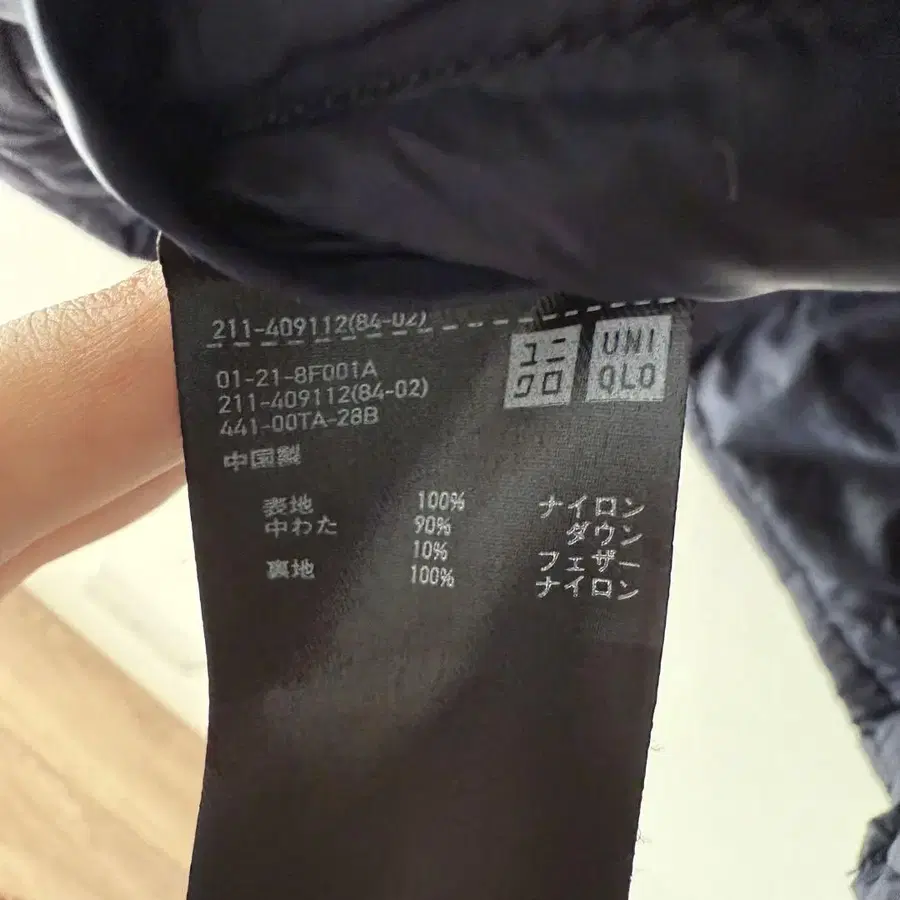 211-409112(84-02)
01-21-8F001A
211-409112(84-02)
441-00TA-28B
中国製
ユニ
クロ
UNI
QLO
表地 100% ナイロン
中わた 90% ダウン
10% フェザー
裏地 100% ナイロン